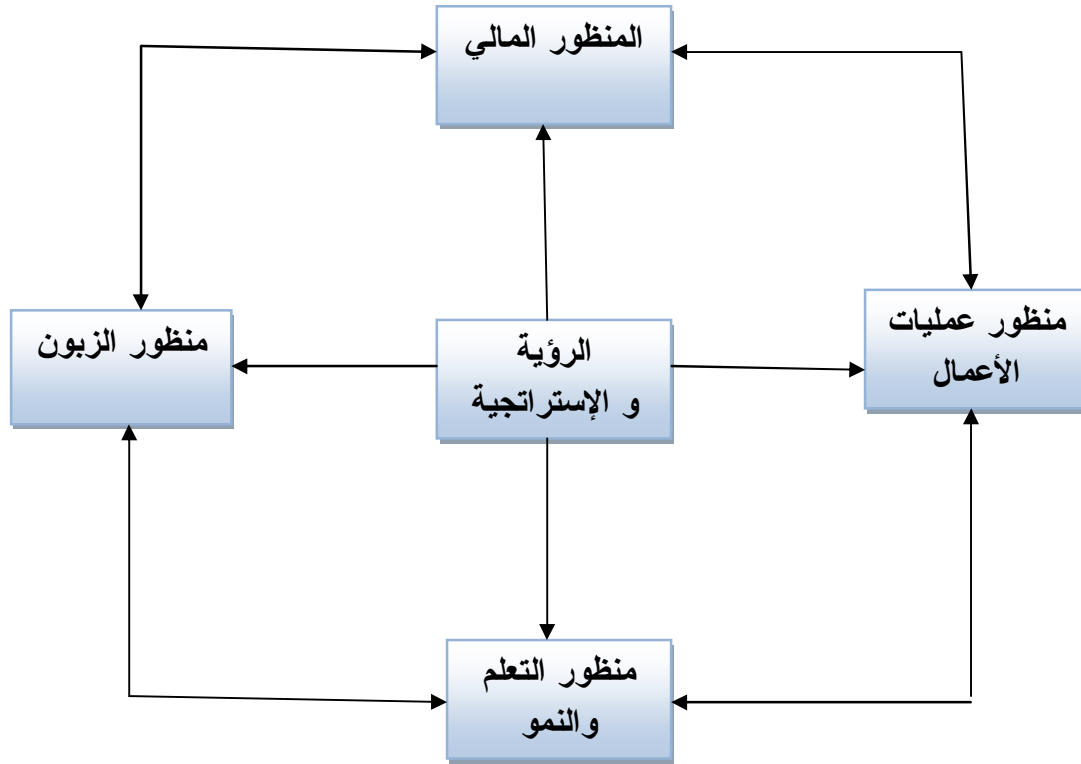 المنظور المالي
منظور عمليات
الأعمال
الرؤية
و الإستراتجية
منظور الزبون
منظور التعلم
والنمو